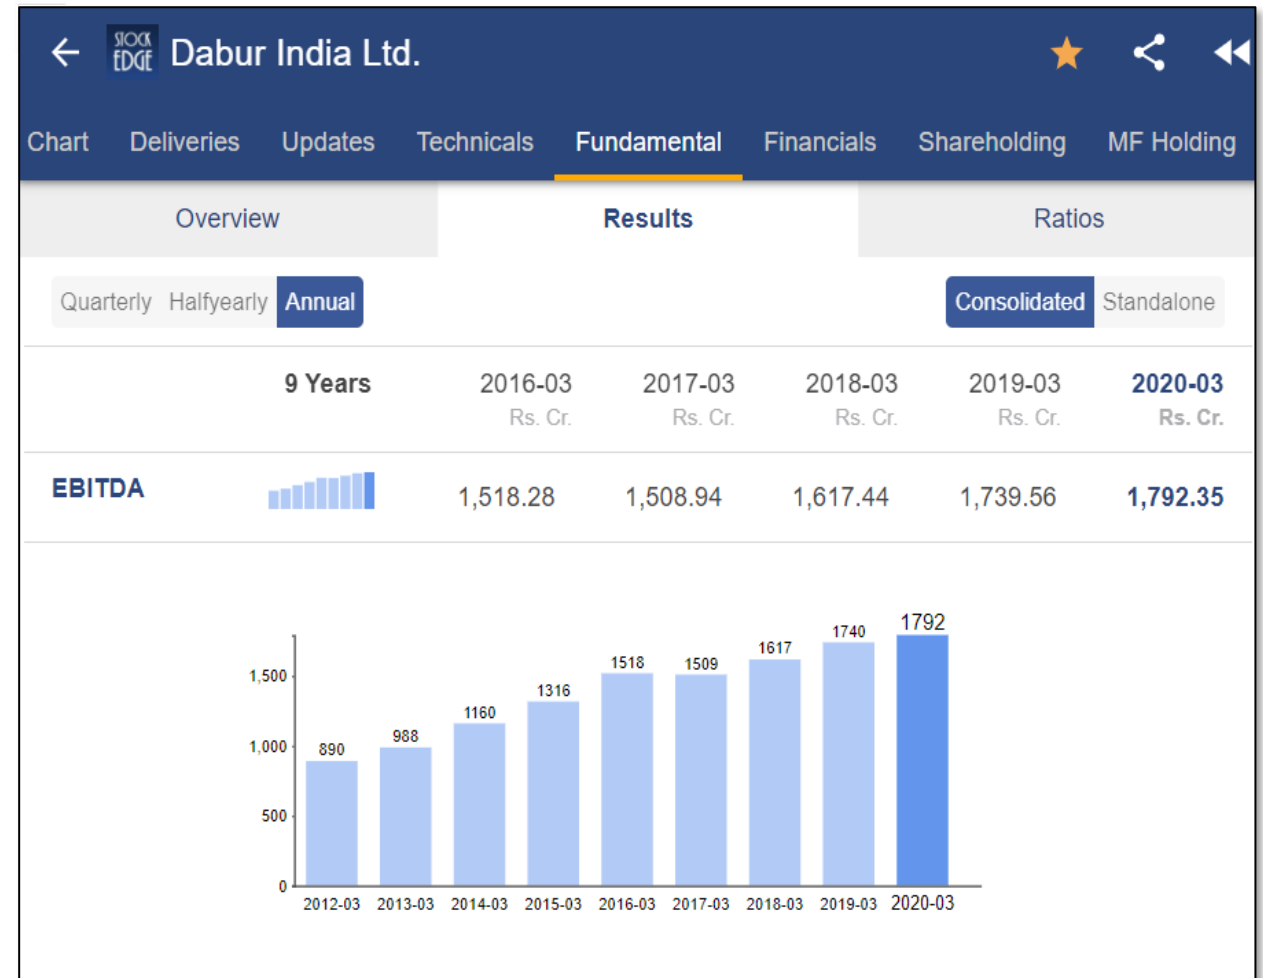 STOCK EDGE Dabur India Ltd.
Chart Deliveries Updates Technicals Fundamental Financials Shareholding MF Holding
Overview Results Ratios
Quarterly Halfyearly Annual Consolidated Standalone
9 Years 2016-03 2017-03 2018-03 2019-03 2020-03
Rs. Cr. Rs. Cr. Rs. Cr. Rs. Cr. Rs. Cr.
EBITDA 1,518.28 1,508.94 1,617.44 1,739.56 1,792.35
1792
1740
1617
1518 1509
1,500
1316
1160
988
1,000 890
500
0
2012-03 2013-03 2014-03 2015-03 2016-03 2017-03 2018-03 2019-03 2020-03